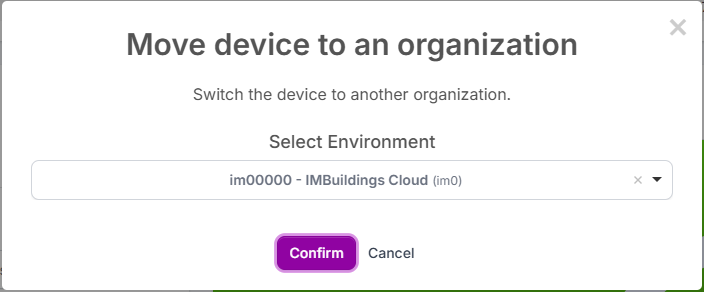 Move device to an organization
Switch the device to another organization.
Select Environment
im00000 - IMBuildings Cloud (im0)
Confirm Cancel